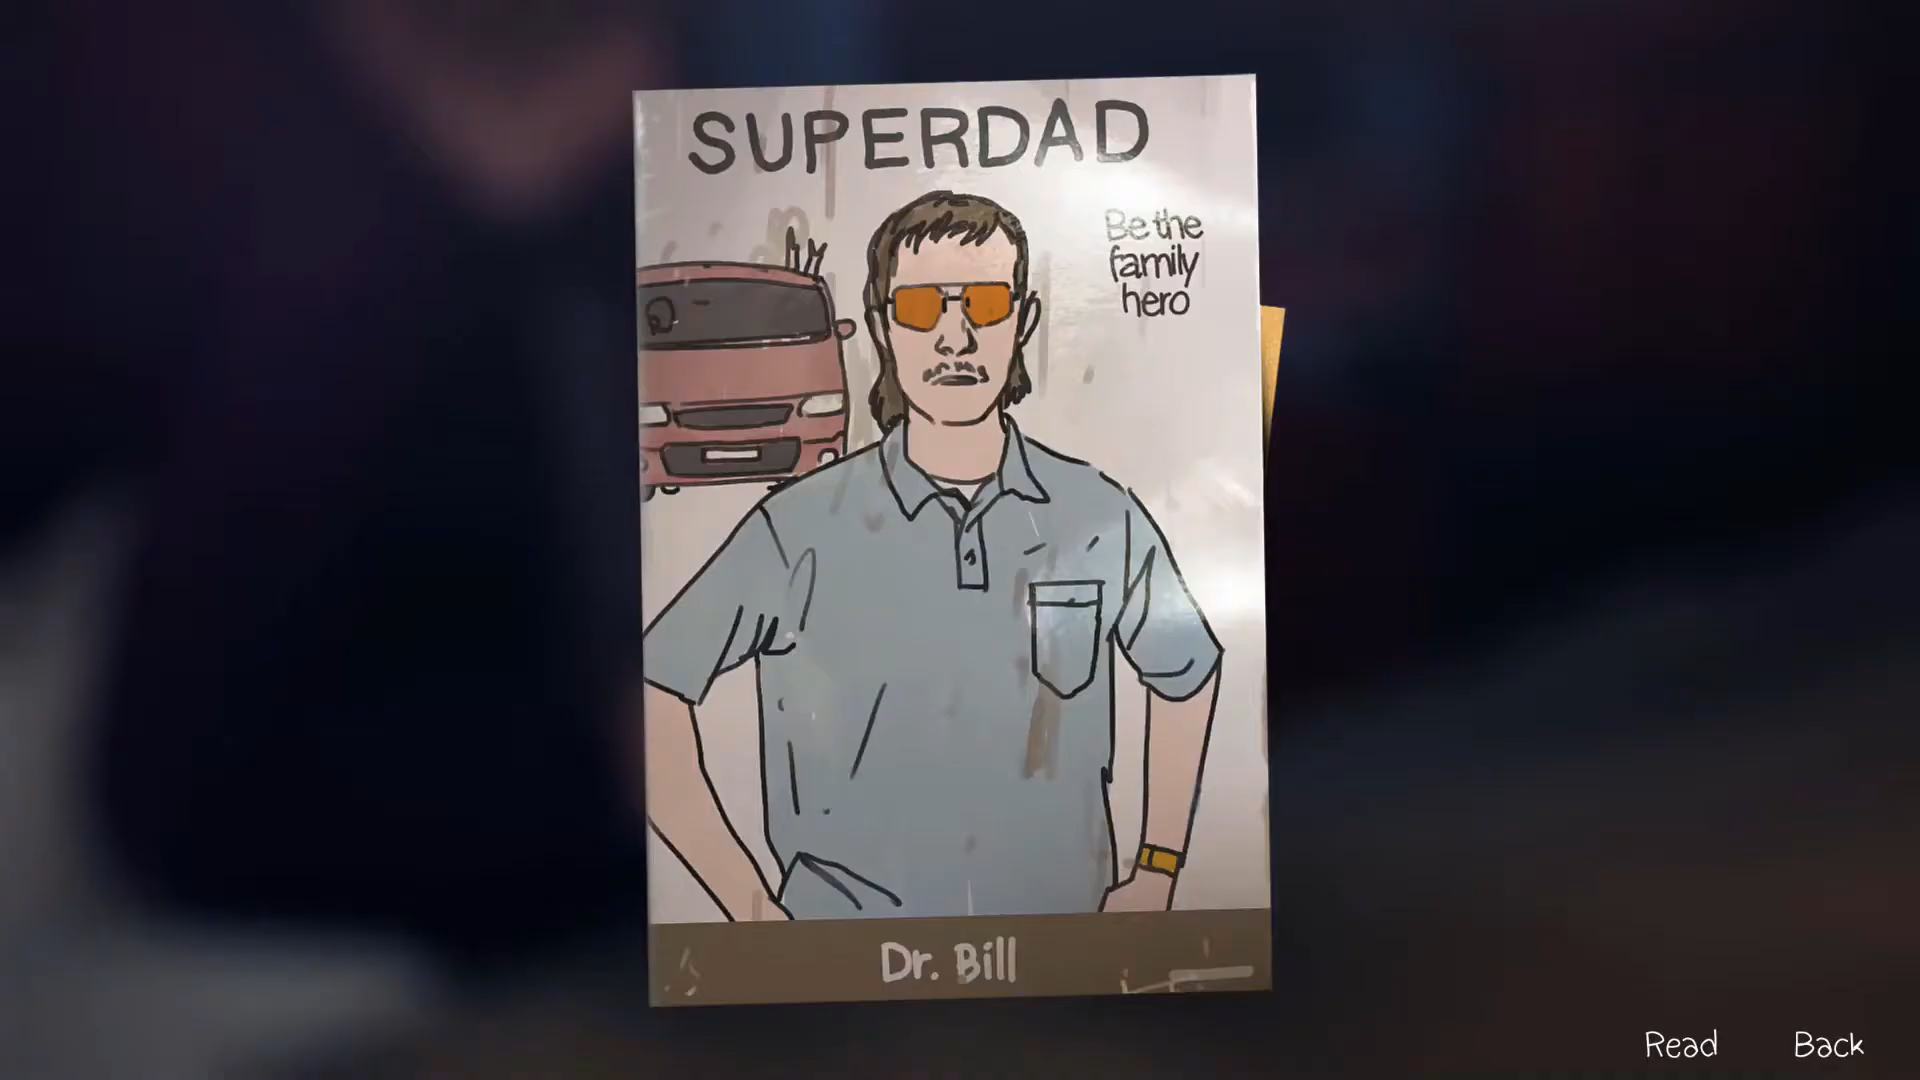 SUPERDAD
Be the
family
hero
Dr. Bill
Read
Back